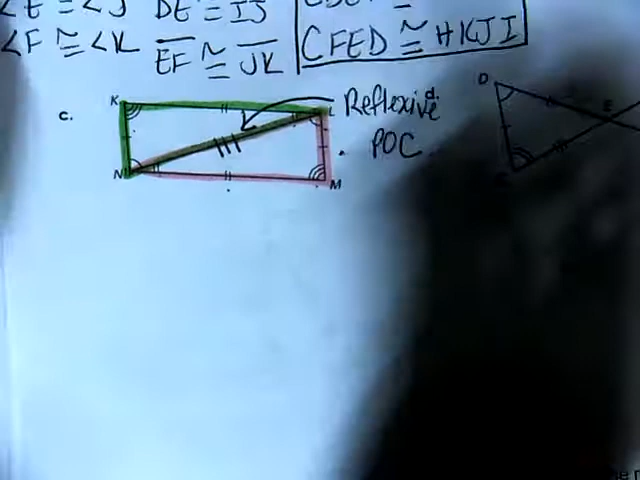 ∠E ≅ ∠J DE ≅ IJ
∠F ≅ ∠K EF ≅ JK
CFED ≅ HKJI
c. K L Reflexive d. D
POC E
N M